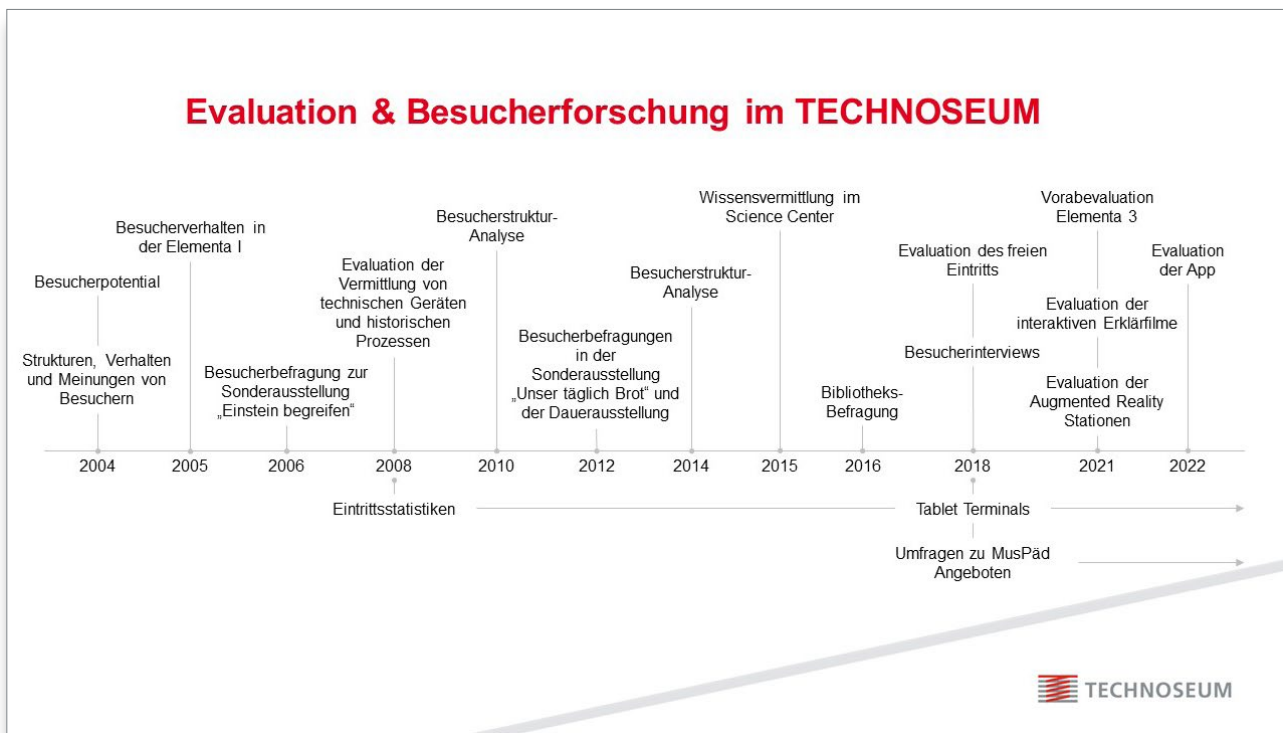 Evaluation & Besucherforschung im TECHNOSEUM
Besucherpotential
Strukturen, Verhalten
und Meinungen von
Besuchern
Besucherverhalten in
der Elementa I
Besucherbefragung zur
Sonderausstellung
„Einstein begreifen“
Evaluation der
Vermittlung von
technischen Geräten
und historischen
Prozessen
Besucherstruktur-
Analyse
Besucherbefragungen
in der
Sonderausstellung
„Unser täglich Brot“ und
der Dauerausstellung
Besucherstruktur-
Analyse
Wissensvermittlung im
Science Center
Bibliotheks-
Befragung
Evaluation des freien
Eintritts
Besucherinterviews
Vorabevaluation
Elementa 3
Evaluation der
interaktiven Erklärfilme
Evaluation der
Augmented Reality
Stationen
Evaluation
der App
2004 2005 2006 2008 2010 2012 2014 2015 2016 2018 2021 2022
Eintrittsstatistiken
Tablet Terminals
Umfragen zu MusPäd
Angeboten
TECHNOSEUM